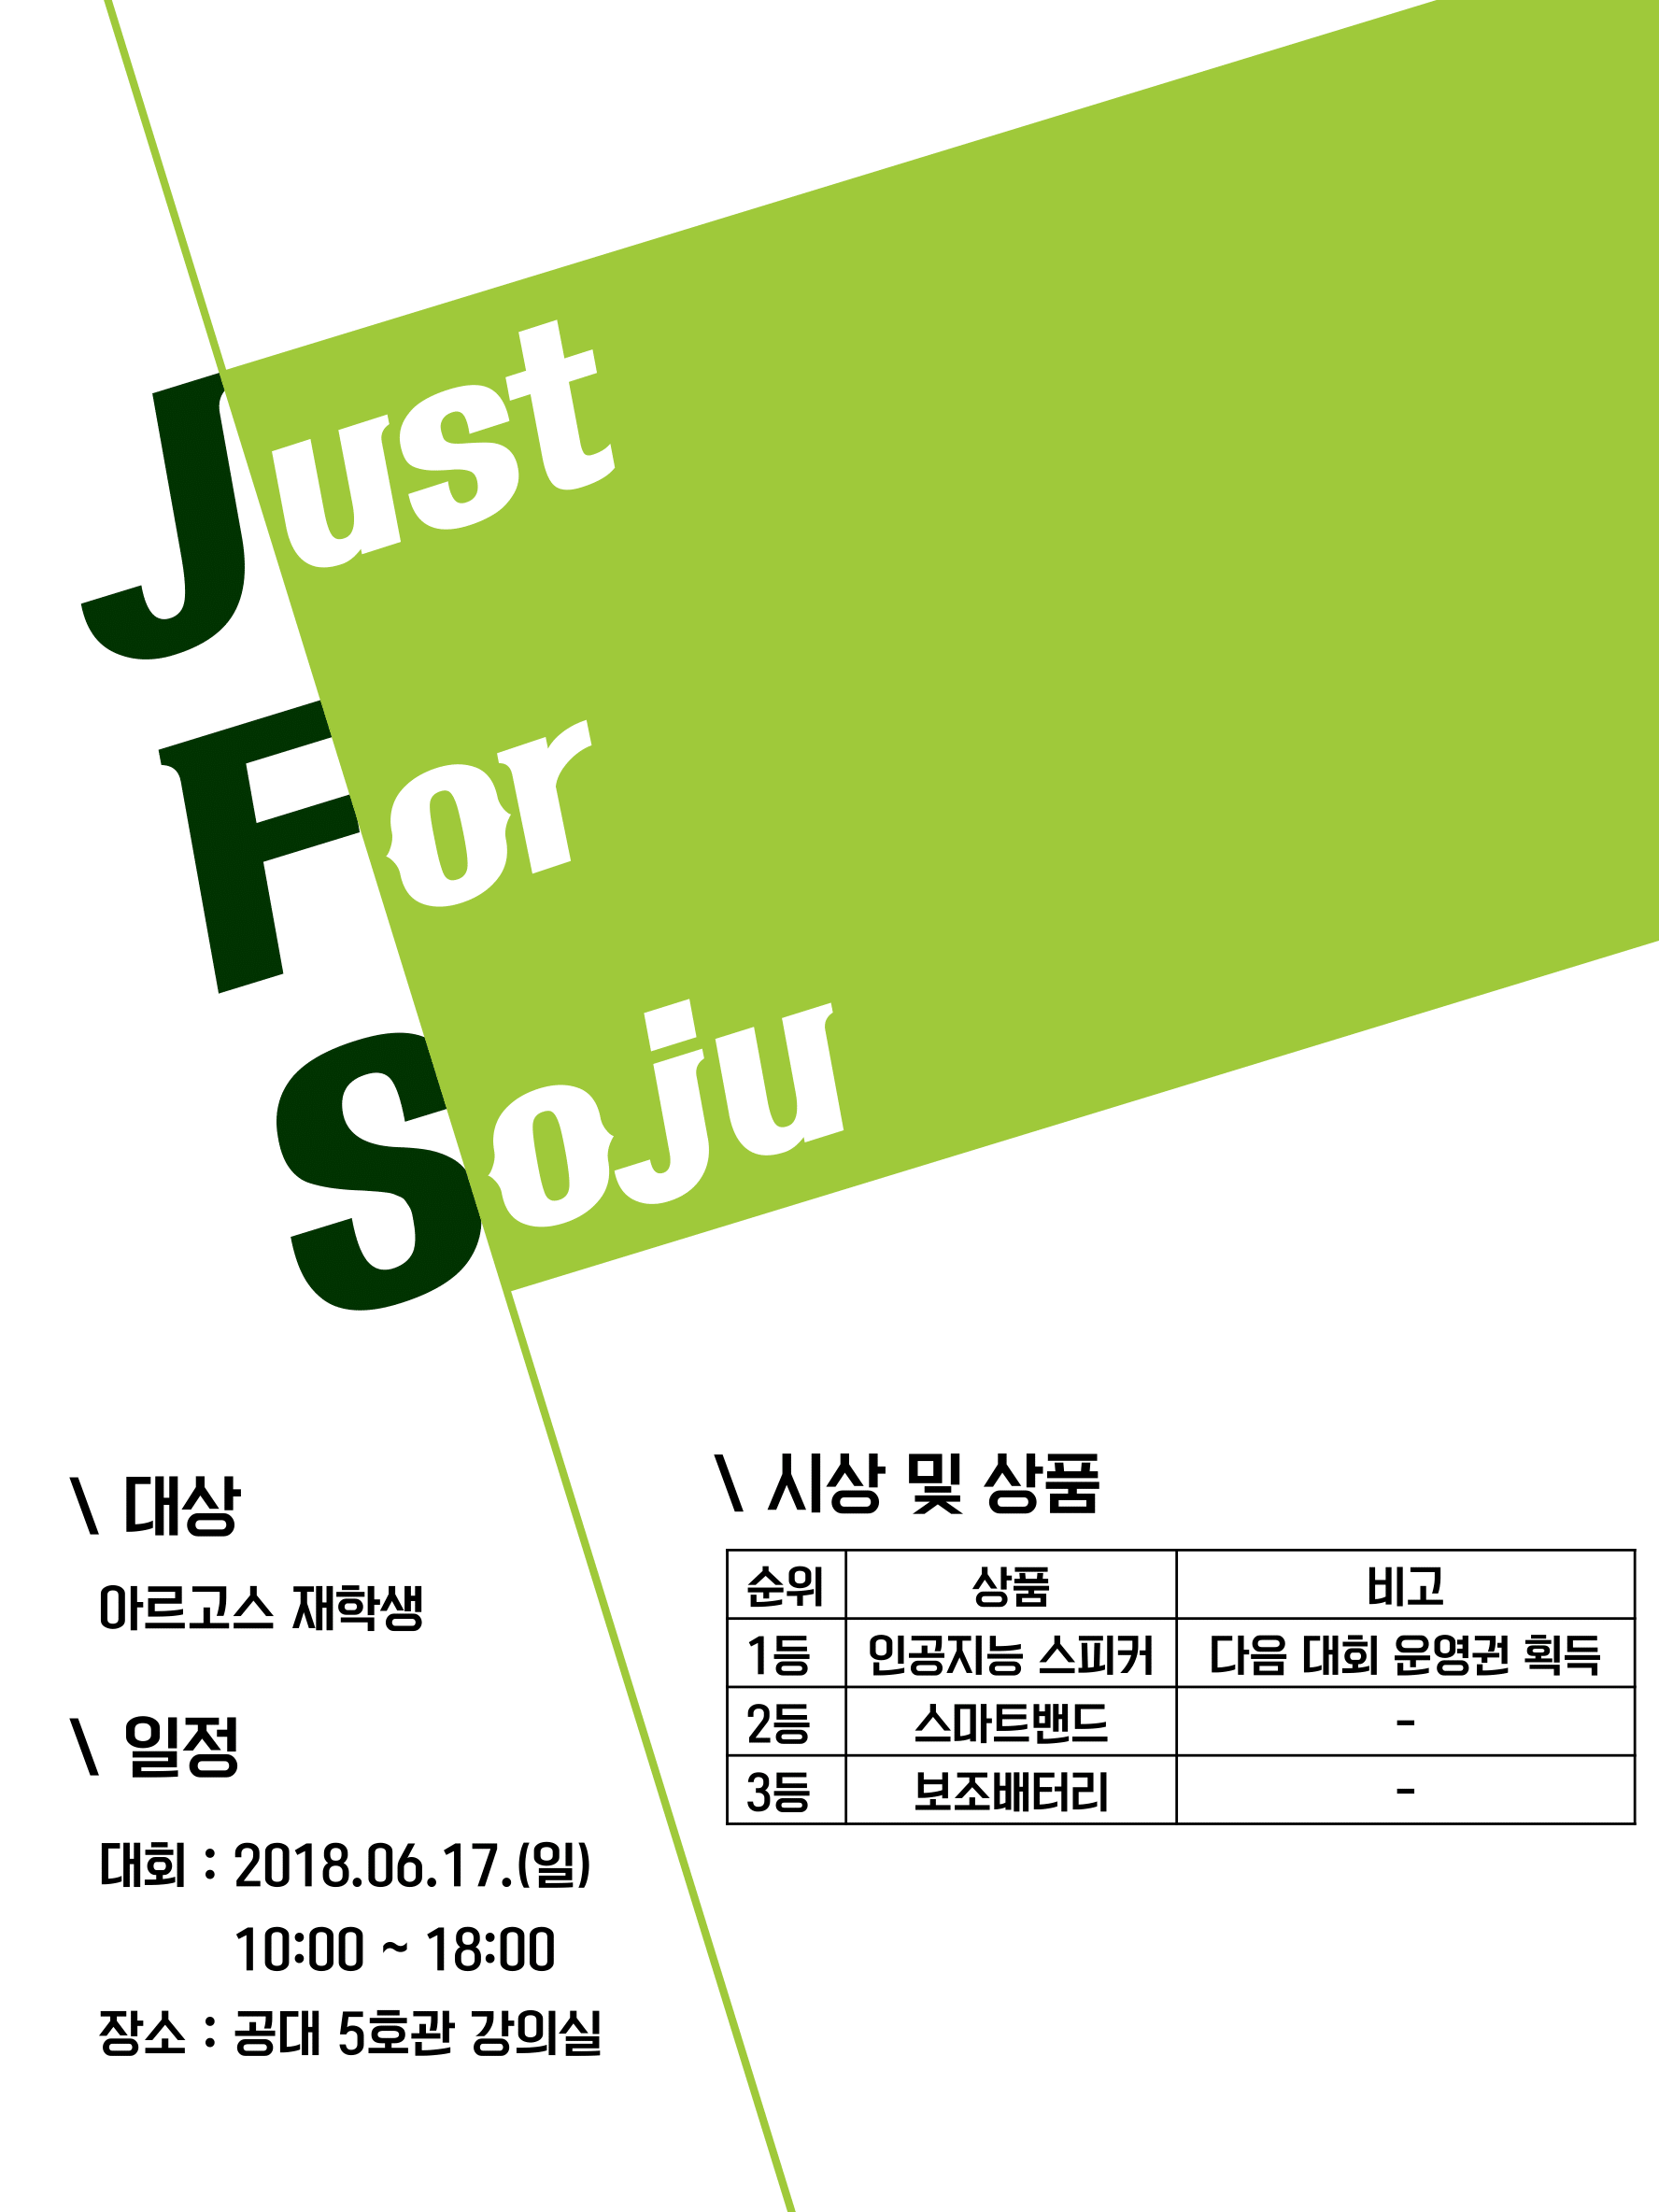 Just
For
Soju
\ 대상
아르고스 재학생
\ 일정
대회 : 2018.06.17.(일)
10:00 ~ 18:00
장소 : 공대 5호관 강의실
\ 시상 및 상품
순위 상품 비고
1등 인공지능 스피커 다음 대회 운영권 획득
2등 스마트밴드 -
3등 보조배터리 -